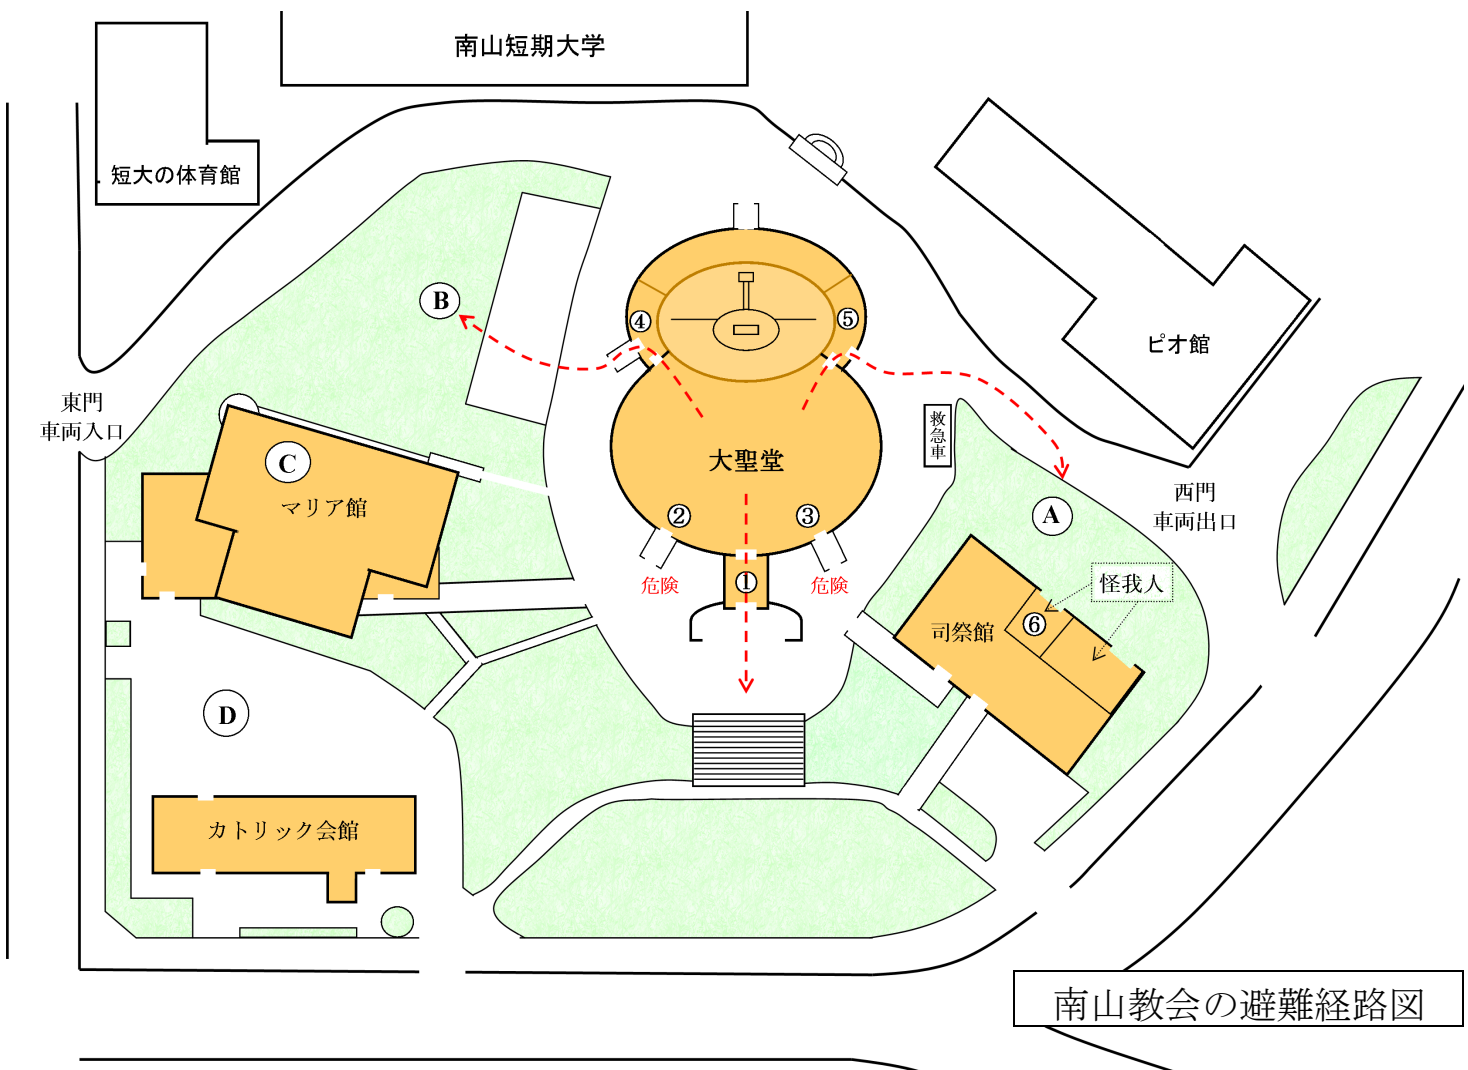 南山短期大学
短大の体育館
B
④
⑤
ピオ館
東門
車両入口
救急車
C
大聖堂
マリア館
西門
車両出口
A
②
③
危険
①
危険
怪我人
⑥
司祭館
D
カトリック会館
南山教会の避難経路図